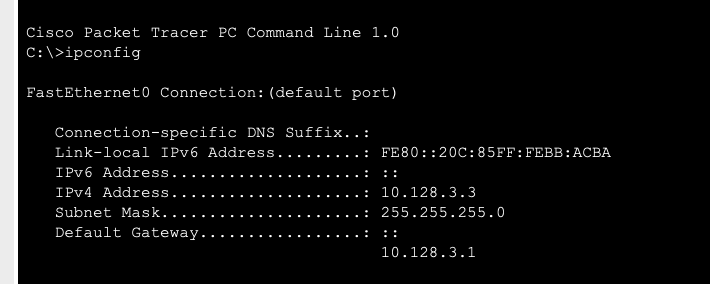 Cisco Packet Tracer PC Command Line 1.0
C:\>ipconfig
FastEthernet0 Connection:(default port)
Connection-specific DNS Suffix..:
Link-local IPv6 Address.........: FE80::20C:85FF:FEBB:ACBA
IPv6 Address....................: ::
IPv4 Address....................: 10.128.3.3
Subnet Mask.....................: 255.255.255.0
Default Gateway.................: ::
10.128.3.1